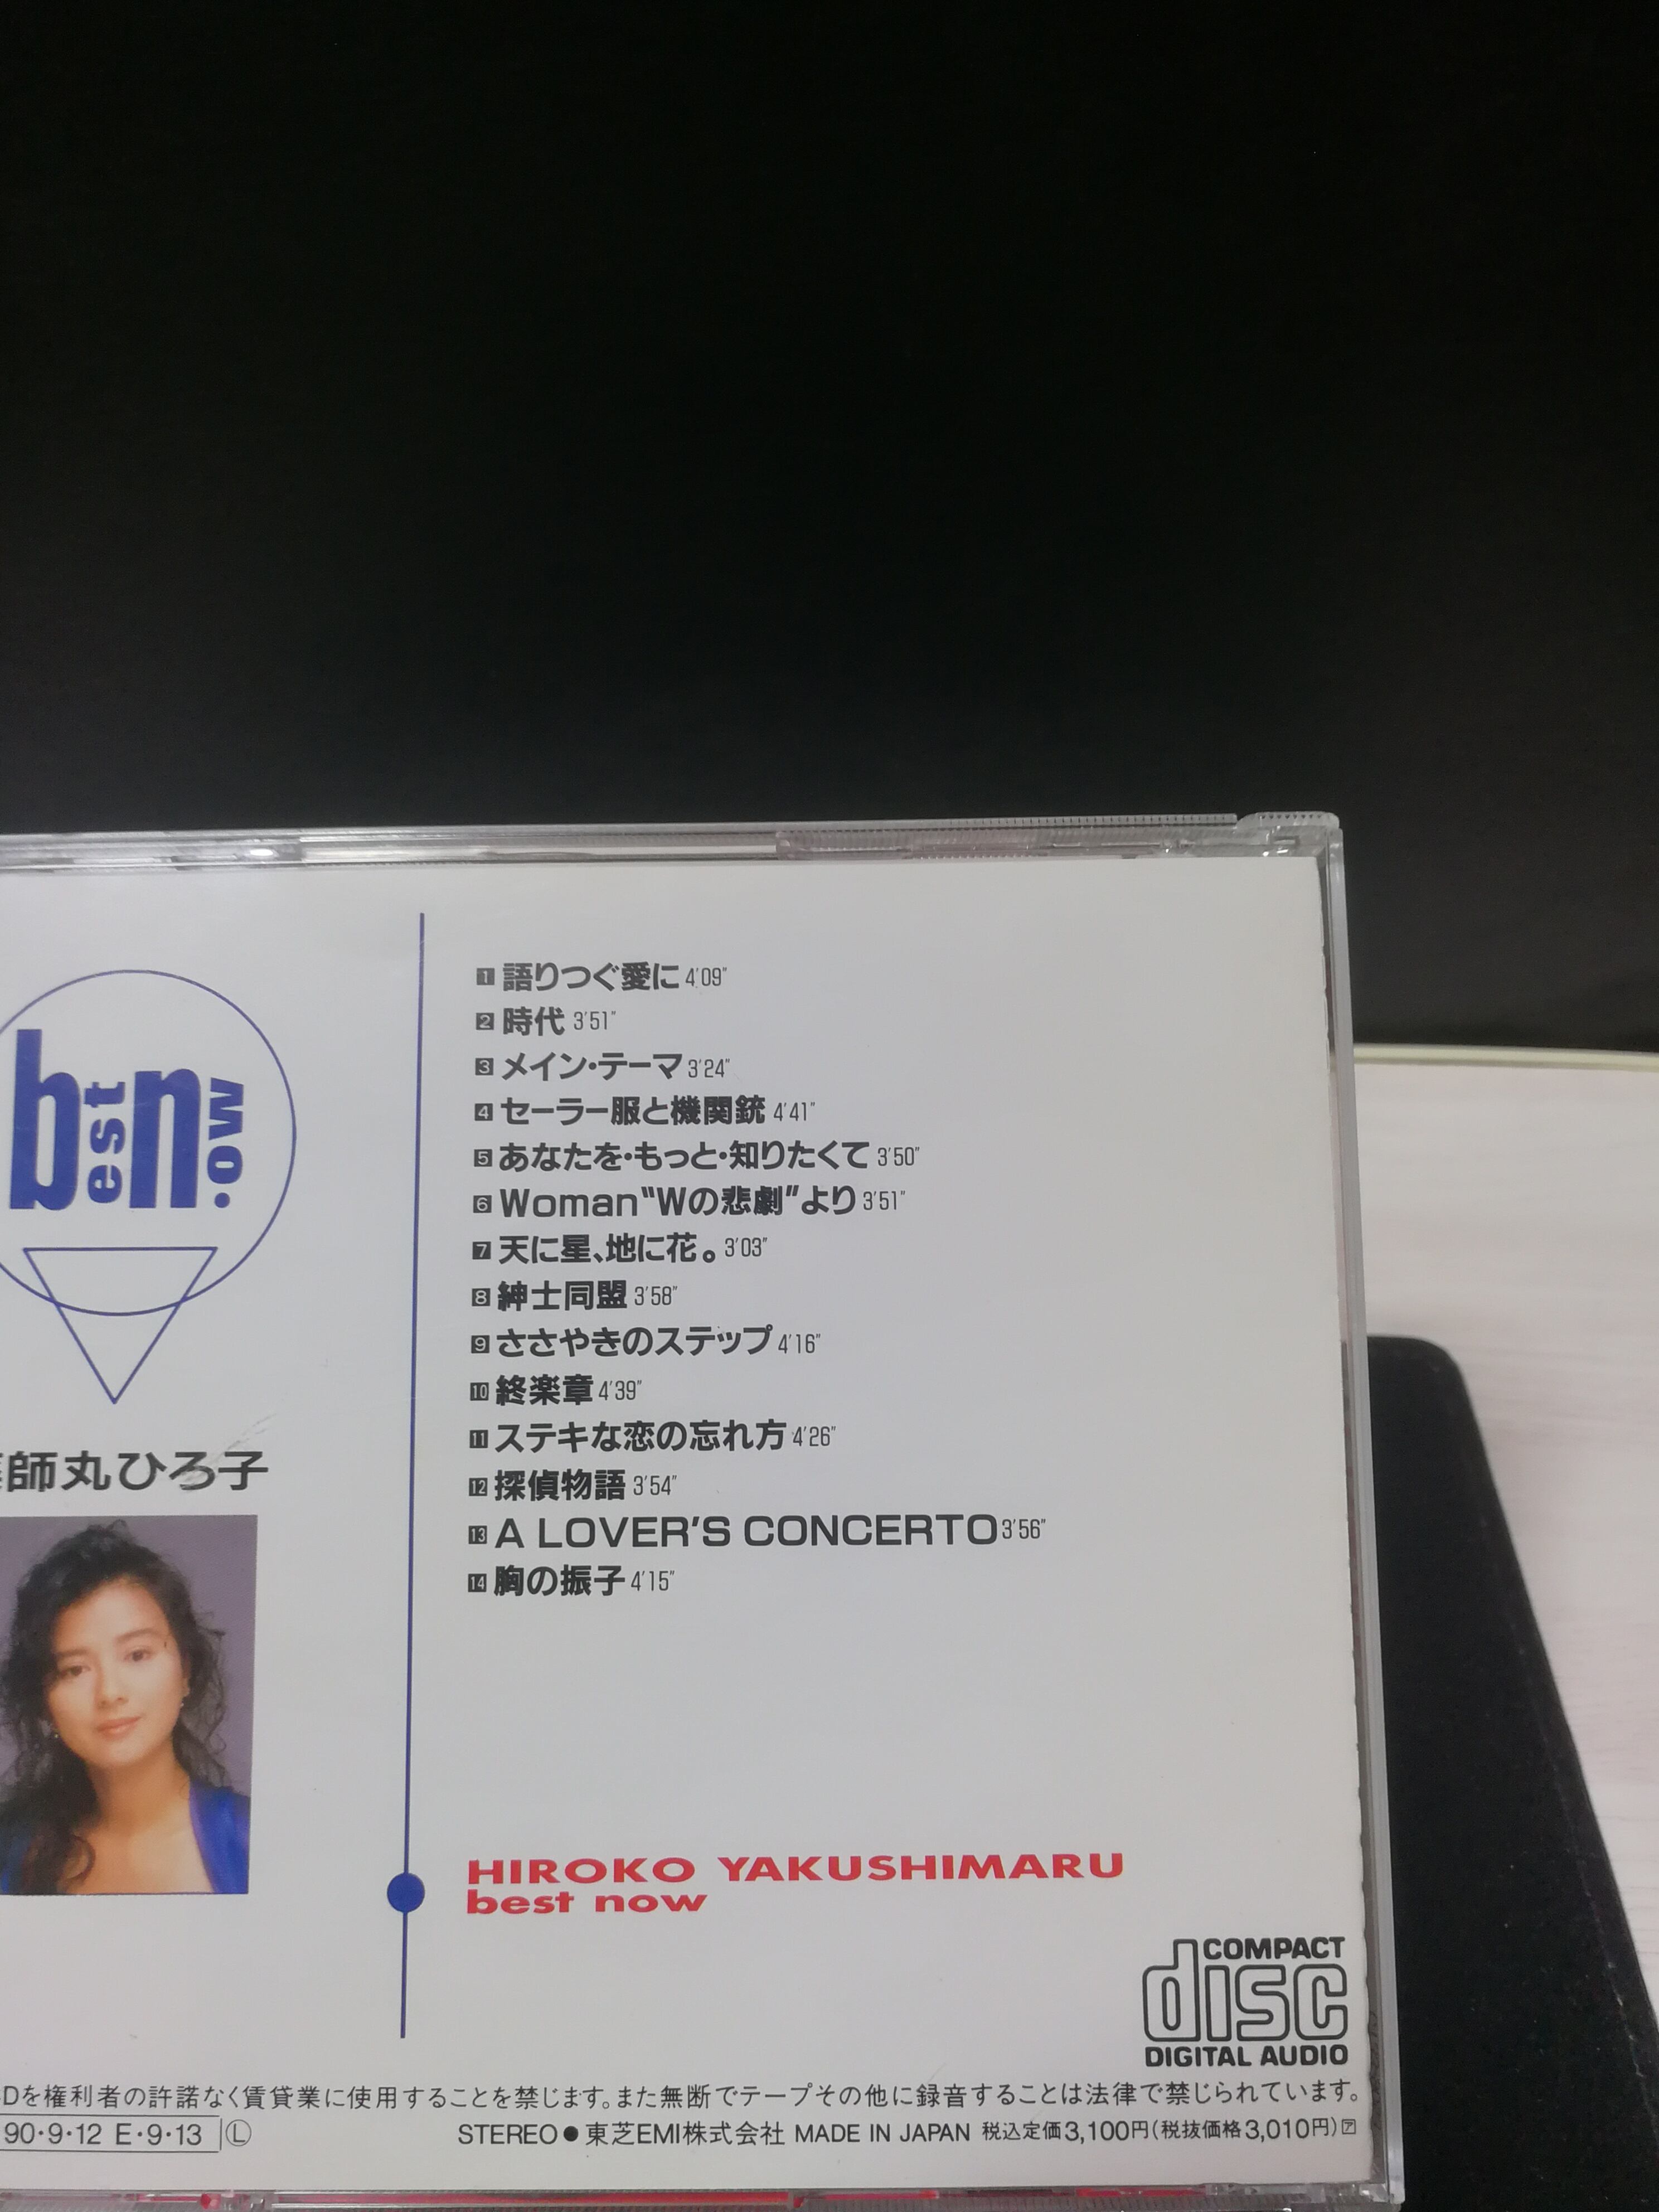 best now.
師丸ひろ子
1 語りつぐ愛に 4'09"
2 時代 3'51"
3 メイン・テーマ 3'24"
4 セーラー服と機関銃 4'41"
5 あなたを・もっと・知りたくて 3'50"
6 Woman"Wの悲劇"より 3'51"
7 天に星、地に花。 3'03"
8 紳士同盟 3'58"
9 ささやきのステップ 4'16"
10 終楽章 4'39"
11 ステキな恋の忘れ方 4'26"
12 探偵物語 3'54"
13 A LOVER'S CONCERTO 3'56"
14 胸の振子 4'15"
HIROKO YAKUSHIMARU
best now
COMPACT
disc
DIGITAL AUDIO
Dを権利者の許諾なく賃貸業に使用することを禁じます。また無断でテープその他に録音することは法律で禁じられています。
90・9・12 E・9・13 Ⓛ
STEREO●東芝EMI株式会社 MADE IN JAPAN 税込定価3,100円(税抜価格3,010円)